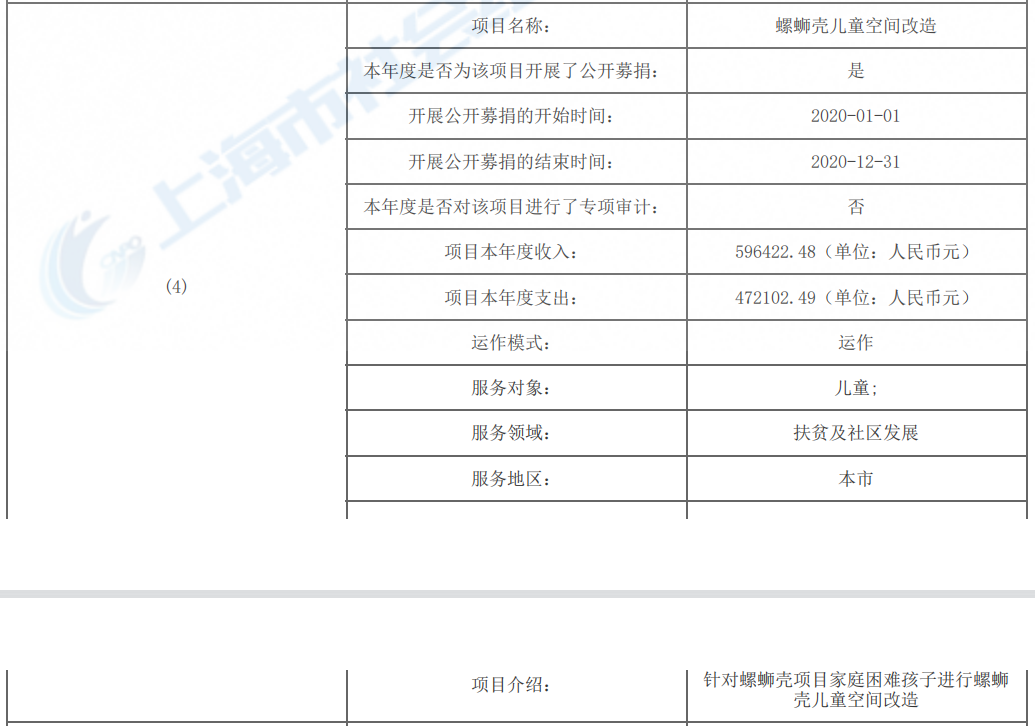 上海市社会组织
CNPO
(4)
项目名称：
螺蛳壳儿童空间改造
本年度是否为该项目开展了公开募捐：
是
开展公开募捐的开始时间：
2020-01-01
开展公开募捐的结束时间：
2020-12-31
本年度是否对该项目进行了专项审计：
否
项目本年度收入：
596422.48（单位：人民币元）
项目本年度支出：
472102.49（单位：人民币元）
运作模式：
运作
服务对象：
儿童;
服务领域：
扶贫及社区发展
服务地区：
本市
项目介绍：
针对螺蛳壳项目家庭困难孩子进行螺蛳
壳儿童空间改造